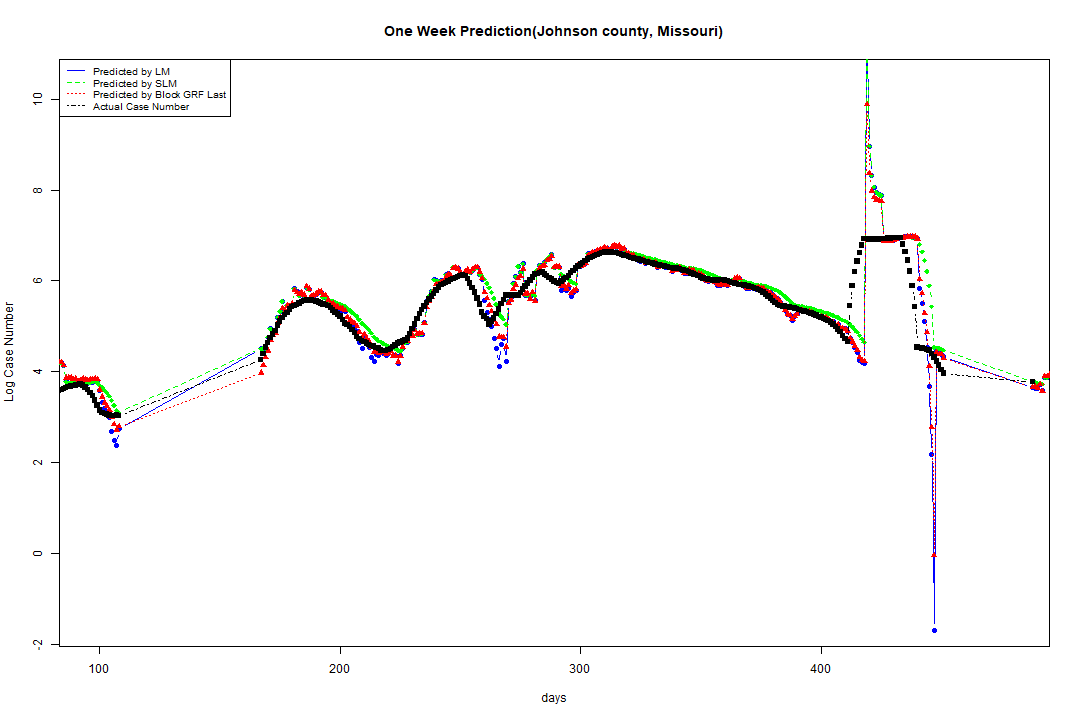 One Week Prediction(Johnson county, Missouri)
Predicted by LM
Predicted by SLM
Predicted by Block GRF Last
Actual Case Number
Log Case Number
10
8
6
4
2
0
-2
100 200 300 400
days